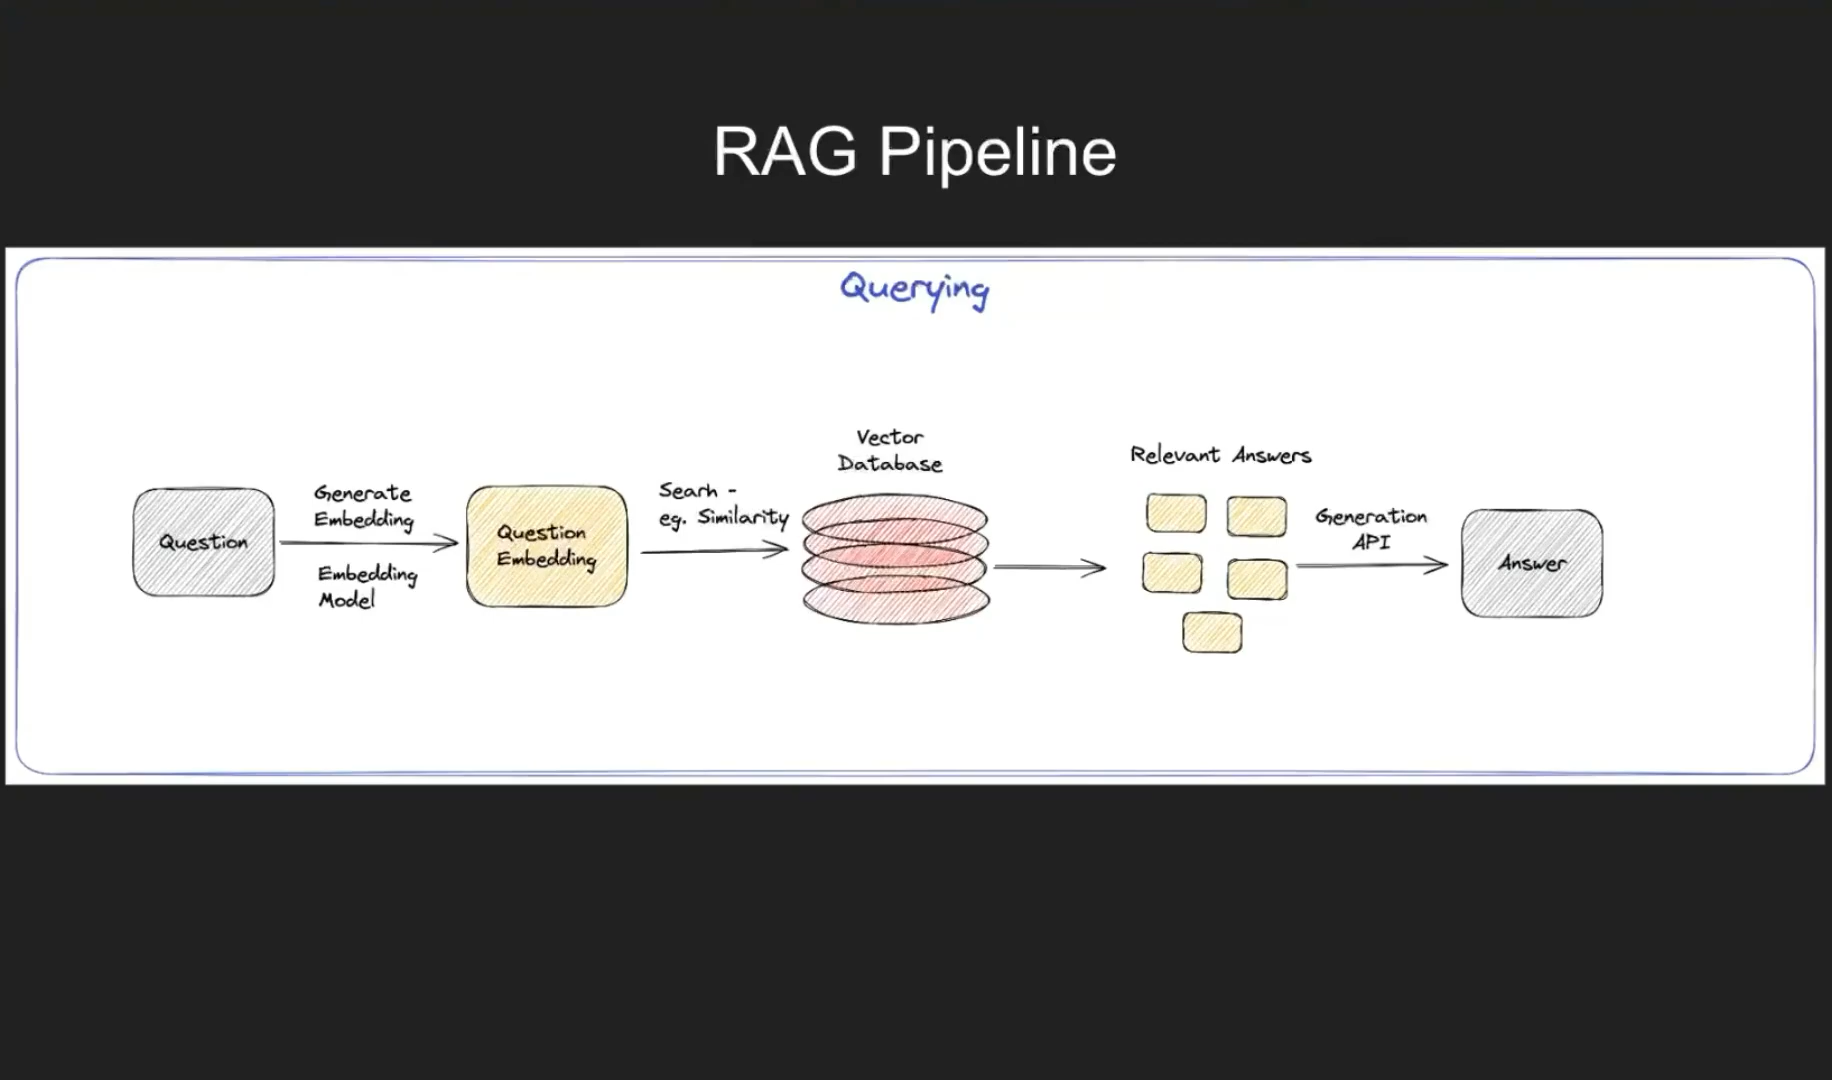 RAG Pipeline
Querying
Question
Generate
Embedding
Embedding
Model
Question
Embedding
Searh -
eg. Similarity
Vector
Database
Relevant Answers
Generation
API
Answer